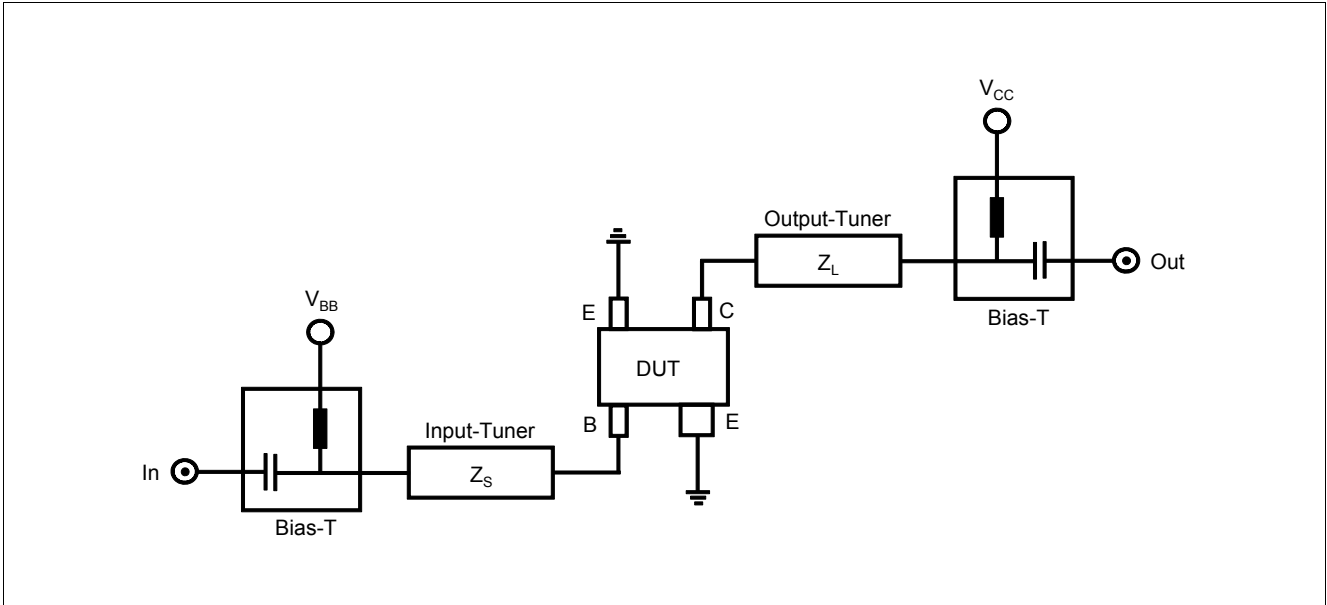 V_CC
Output-Tuner
Z_L
Out
Bias-T
E
C
V_BB
DUT
B
E
Input-Tuner
In
Z_S
Bias-T